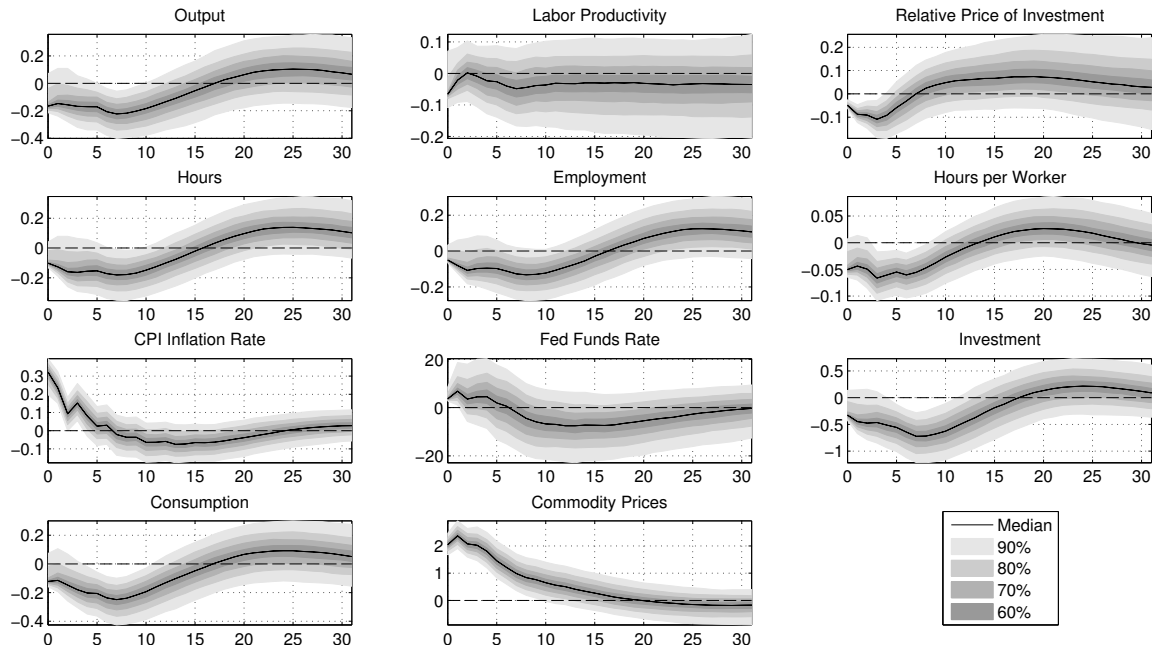 Output
0.2
0
−0.2
−0.4
0 5 10 15 20 25 30
Labor Productivity
0.1
0
−0.1
−0.2
0 5 10 15 20 25 30
Relative Price of Investment
0.2
0.1
0
−0.1
0 5 10 15 20 25 30
Hours
0.2
0
−0.2
0 5 10 15 20 25 30
Employment
0.2
0
−0.2
0 5 10 15 20 25 30
Hours per Worker
0.05
0
−0.05
−0.1
0 5 10 15 20 25 30
CPI Inflation Rate
0.3
0.2
0.1
0
−0.1
0 5 10 15 20 25 30
Fed Funds Rate
20
0
−20
0 5 10 15 20 25 30
Investment
0.5
0
−0.5
−1
0 5 10 15 20 25 30
Consumption
0.2
0
−0.2
−0.4
0 5 10 15 20 25 30
Commodity Prices
2
1
0
0 5 10 15 20 25 30
Median
90%
80%
70%
60%